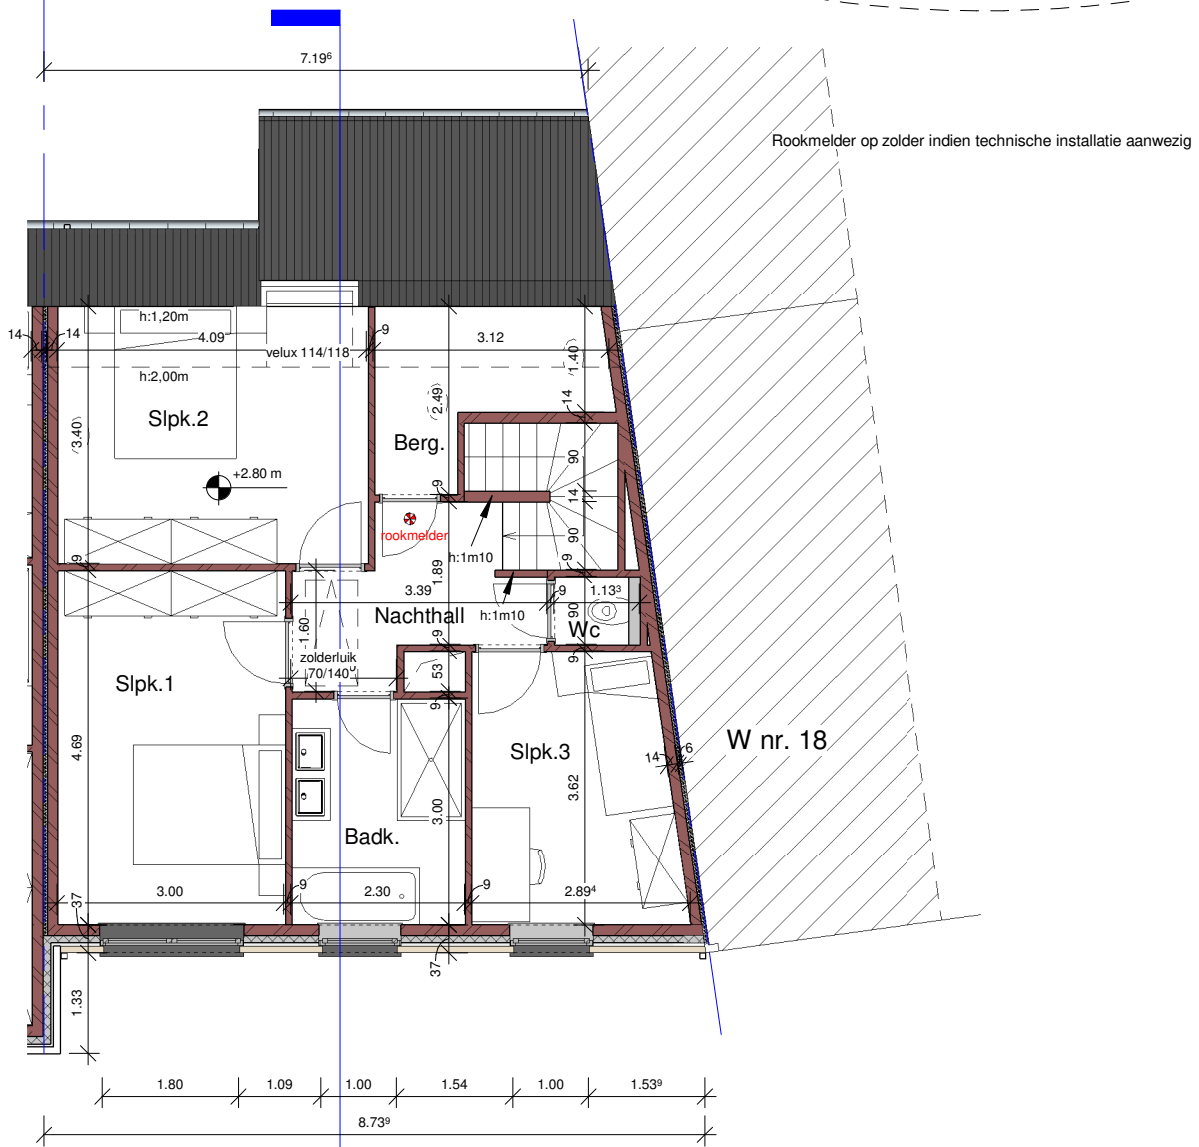 7.19⁶
Rookmelder op zolder indien technische installatie aanwezig
h:1,20m
14
14
4.09
9
3.12
velux 114/118
1.40
h:2,00m
2.49
14
Slpk.2
3.40
Berg.
90
+2.80 m
9
14
rookmelder
90
9
h:1m10
9
1.89
3.39
9
1.13³
h:1m10
90
Nachthall
Wc
1.60
9
9
zolderluik
70/140
53
Slpk.1
9
W nr. 18
4.69
Slpk.3
14
6
3.62
3.00
Badk.
3.00
9
2.30
9
2.89⁴
37
37
1.33
1.80
1.09
1.00
1.54
1.00
1.53⁹
8.73⁹